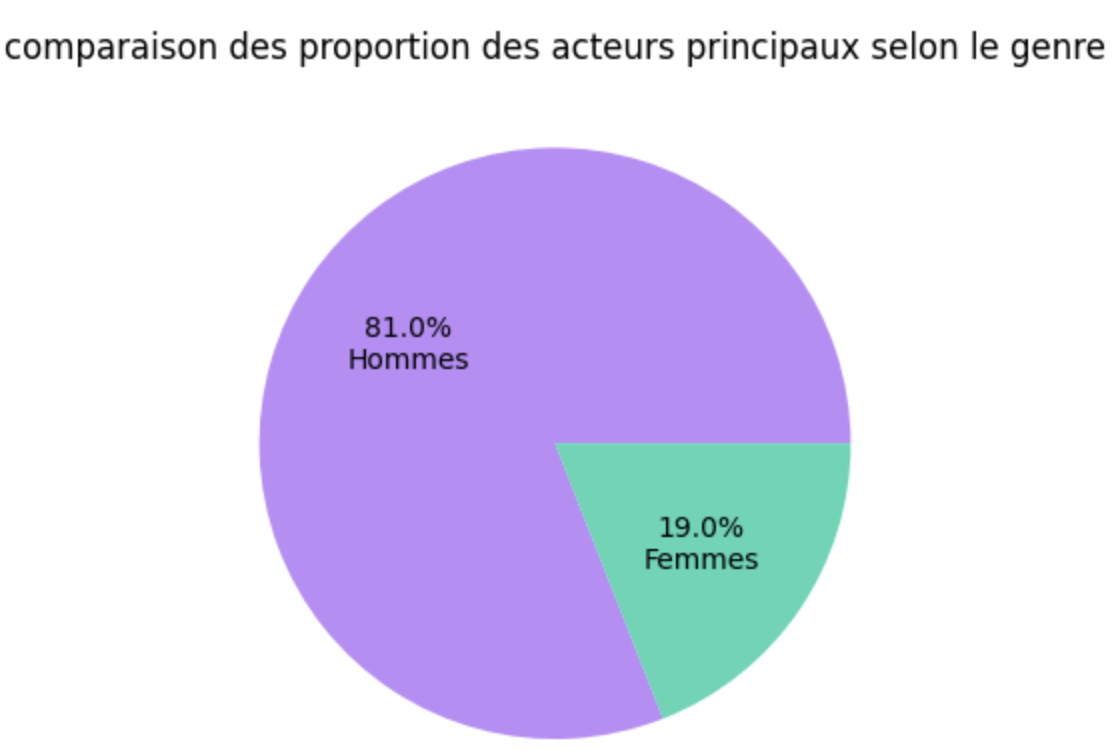 comparaison des proportion des acteurs principaux selon le genre
81.0%
Hommes
19.0%
Femmes